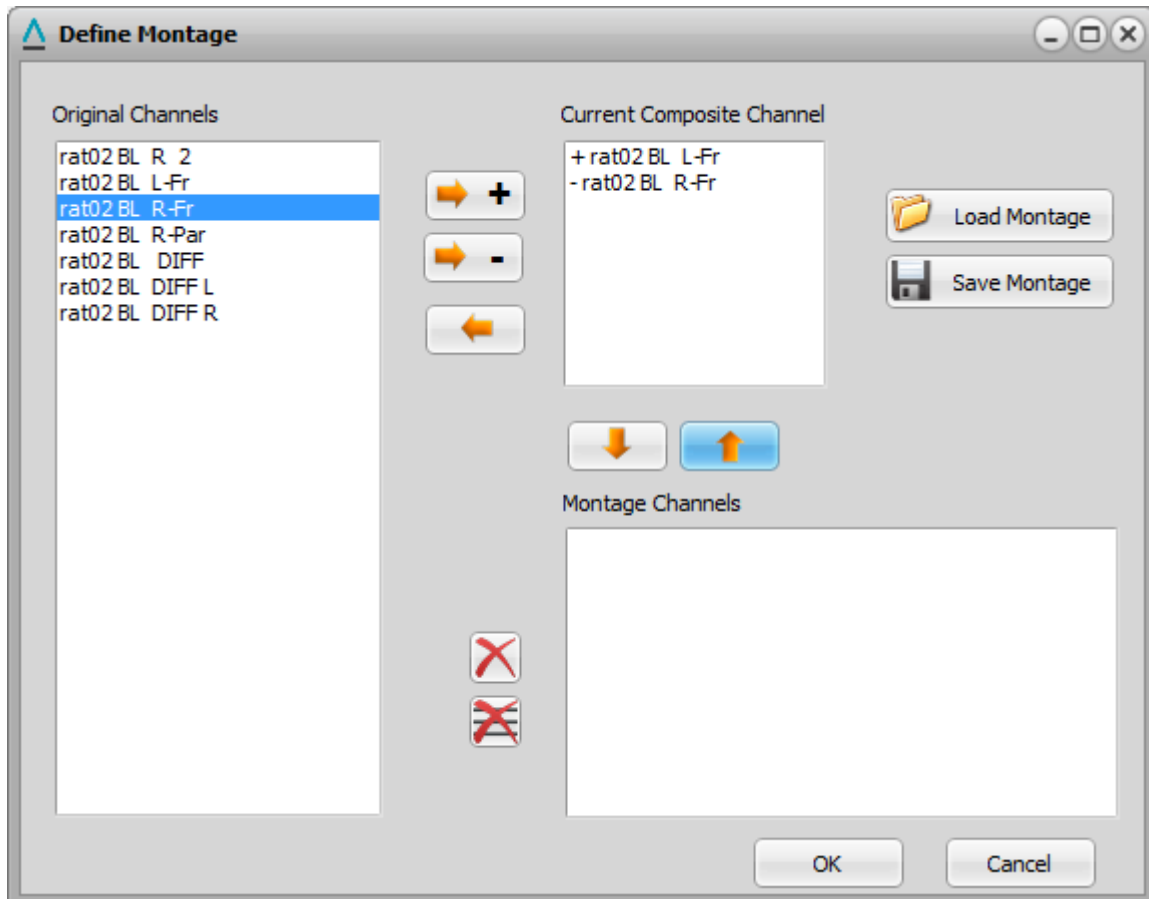 Define Montage
Original Channels
rat02 BL  R  2
rat02 BL  L-Fr
rat02 BL  R-Fr
rat02 BL  R-Par
rat02 BL   DIFF
rat02 BL  DIFF L
rat02 BL  DIFF R
+
-
Current Composite Channel
+ rat02 BL  L-Fr
- rat02 BL  R-Fr
Load Montage
Save Montage
Montage Channels
OK
Cancel